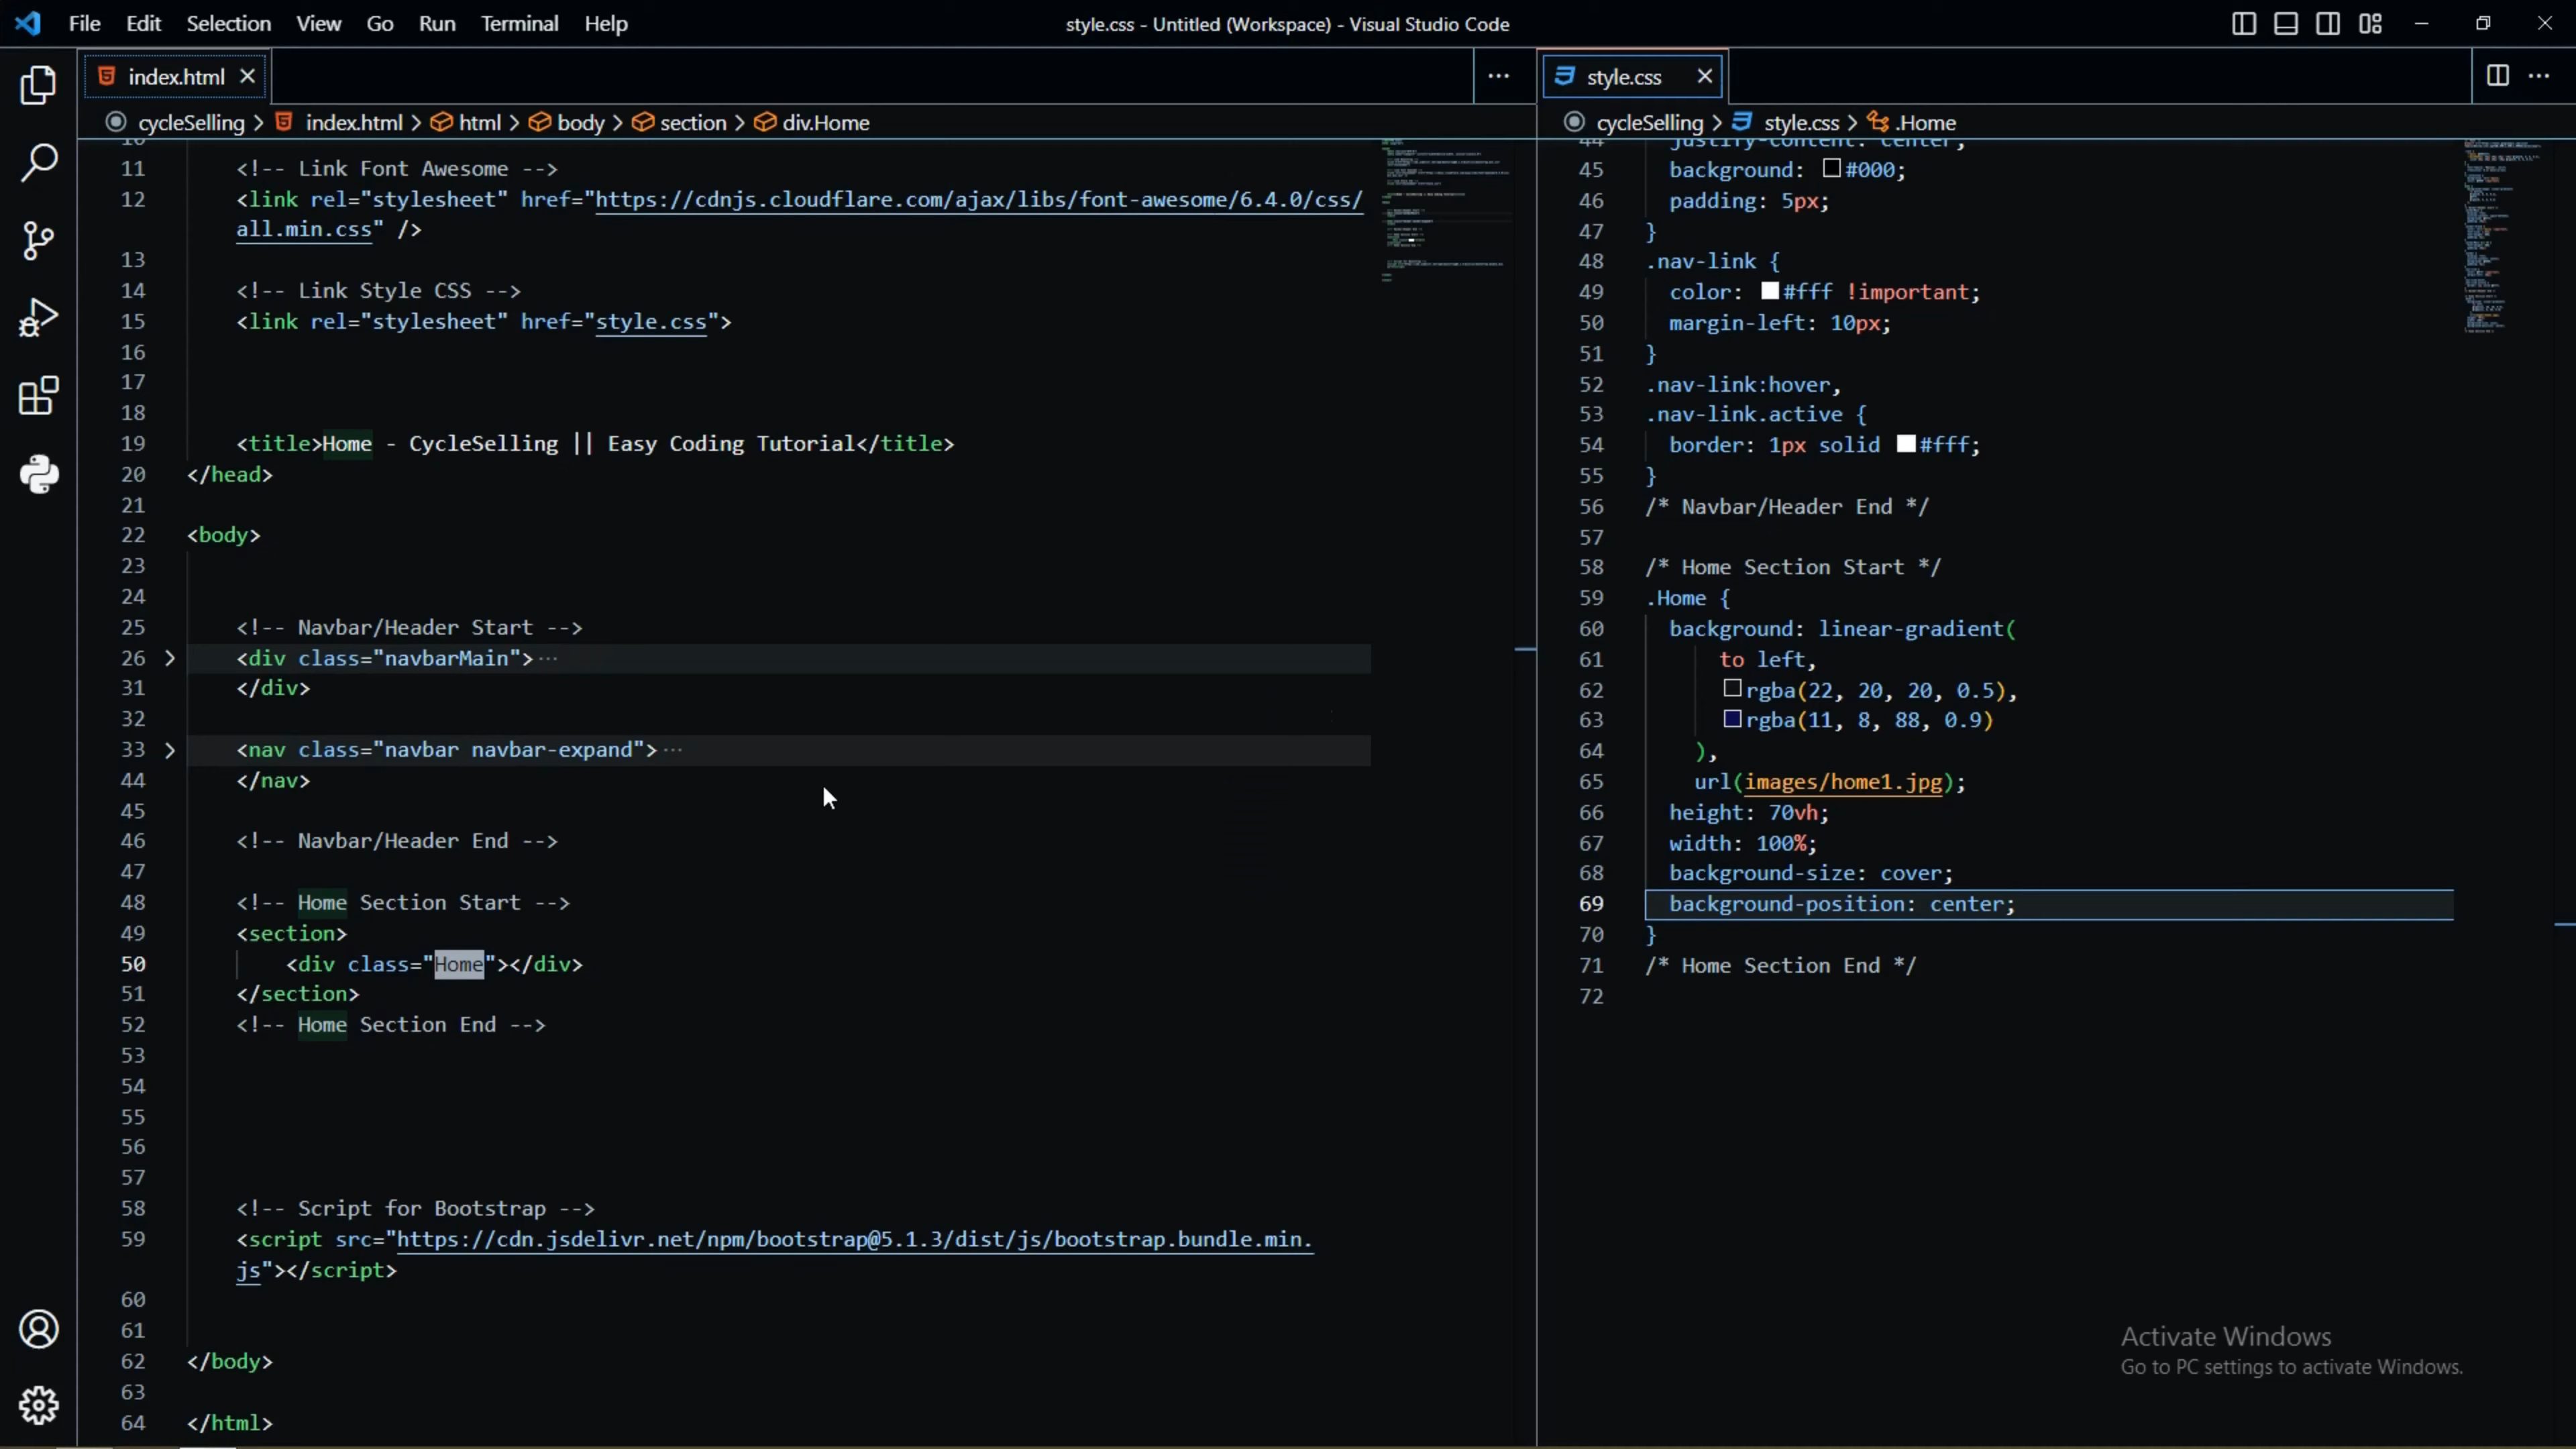 File Edit Selection View Go Run Terminal Help
style.css - Untitled (Workspace) - Visual Studio Code
index.html
cycleSelling > index.html > html > body > section > div.Home
10
11 <!-- Link Font Awesome -->
12 <link rel="stylesheet" href="https://cdnjs.cloudflare.com/ajax/libs/font-awesome/6.4.0/css/
all.min.css" />
13
14 <!-- Link Style CSS -->
15 <link rel="stylesheet" href="style.css">
16
17
18
19 <title>Home - CycleSelling || Easy Coding Tutorial</title>
20 </head>
21
22 <body>
23
24
25 <!-- Navbar/Header Start -->
26 <div class="navbarMain">···
31 </div>
32
33 <nav class="navbar navbar-expand">···
44 </nav>
45
46 <!-- Navbar/Header End -->
47
48 <!-- Home Section Start -->
49 <section>
50 <div class="Home"></div>
51 </section>
52 <!-- Home Section End -->
53
54
55
56
57
58 <!-- Script for Bootstrap -->
59 <script src="https://cdn.jsdelivr.net/npm/bootstrap@5.1.3/dist/js/bootstrap.bundle.min.
js"></script>
60
61
62 </body>
63
64 </html>
style.css
cycleSelling > style.css > .Home
44 justify-content: center;
45 background: #000;
46 padding: 5px;
47 }
48 .nav-link {
49 color: #fff !important;
50 margin-left: 10px;
51 }
52 .nav-link:hover,
53 .nav-link.active {
54 border: 1px solid #fff;
55 }
56 /* Navbar/Header End */
57
58 /* Home Section Start */
59 .Home {
60 background: linear-gradient(
61 to left,
62 rgba(22, 20, 20, 0.5),
63 rgba(11, 8, 88, 0.9)
64 ),
65 url(images/home1.jpg);
66 height: 70vh;
67 width: 100%;
68 background-size: cover;
69 background-position: center;
70 }
71 /* Home Section End */
72
Activate Windows
Go to PC settings to activate Windows.